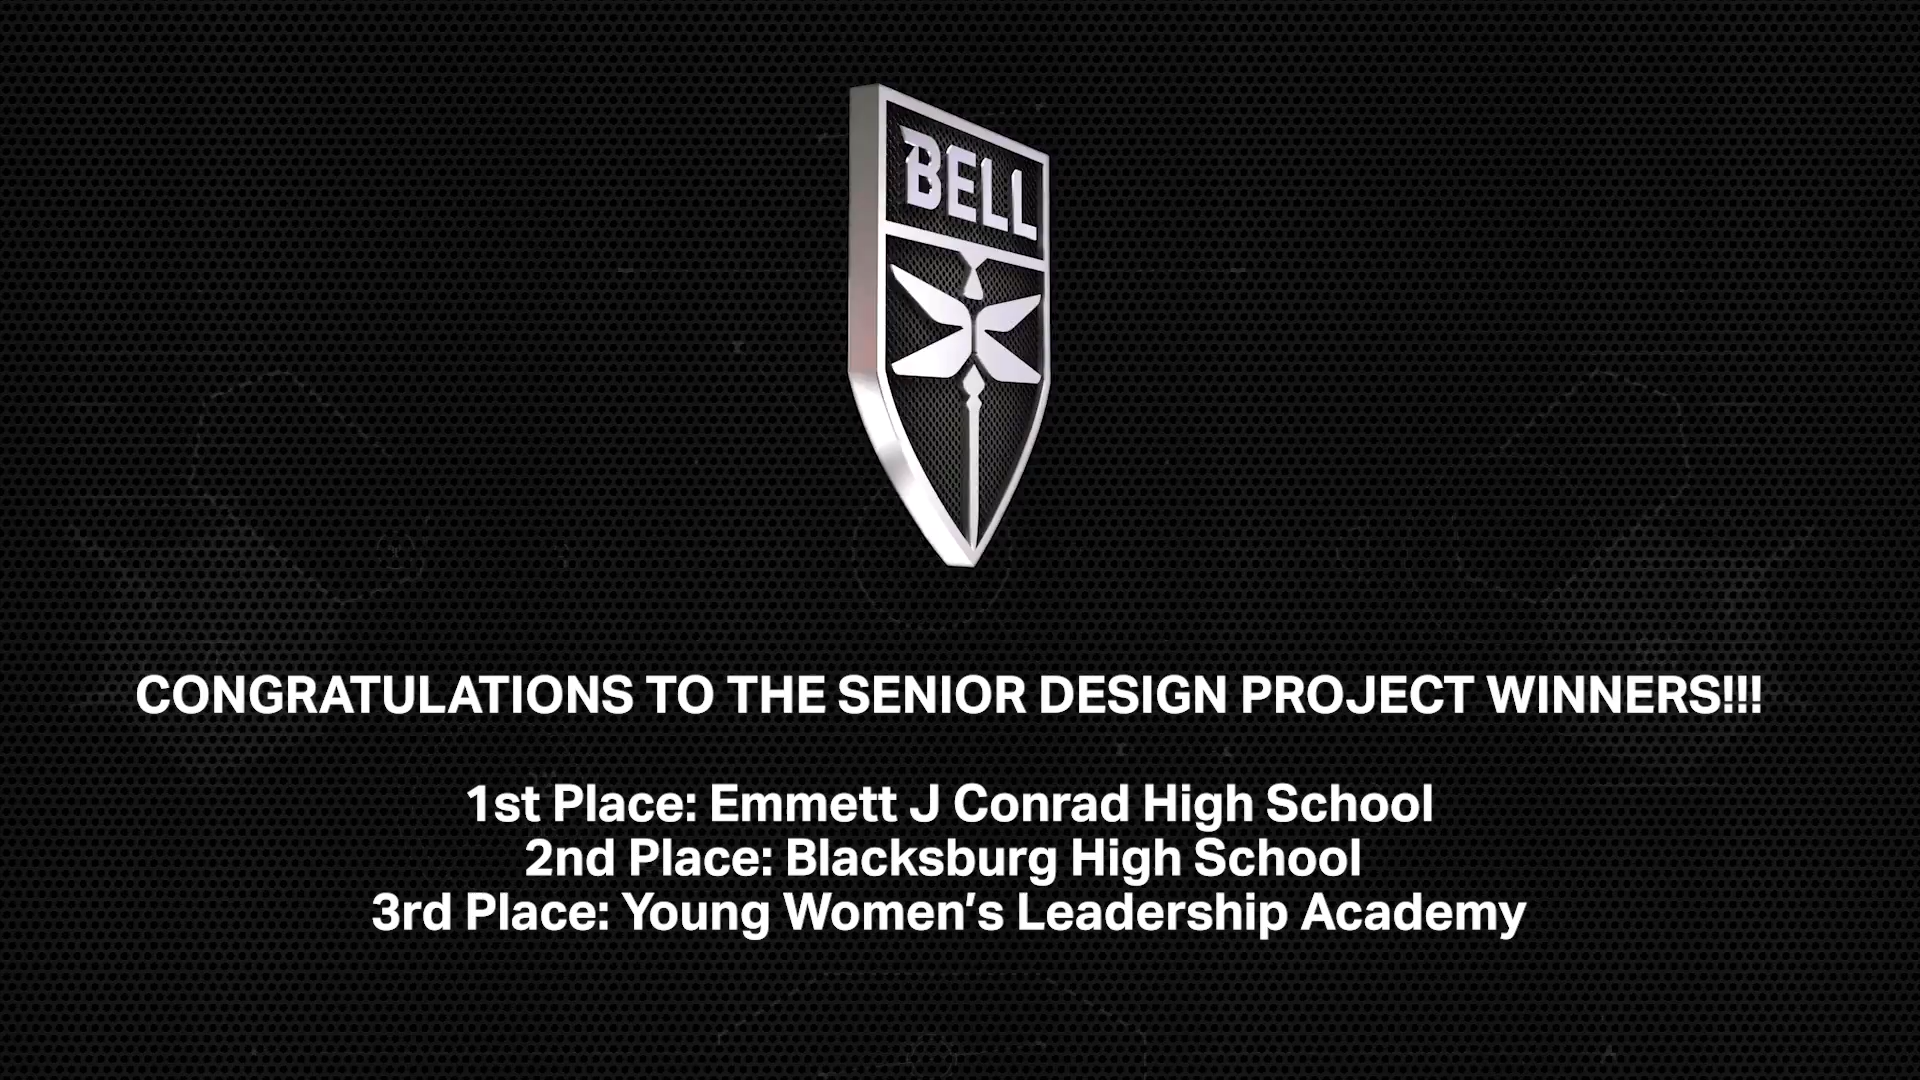 BELL
CONGRATULATIONS TO THE SENIOR DESIGN PROJECT WINNERS!!!
1st Place: Emmett J Conrad High School
2nd Place: Blacksburg High School
3rd Place: Young Women’s Leadership Academy